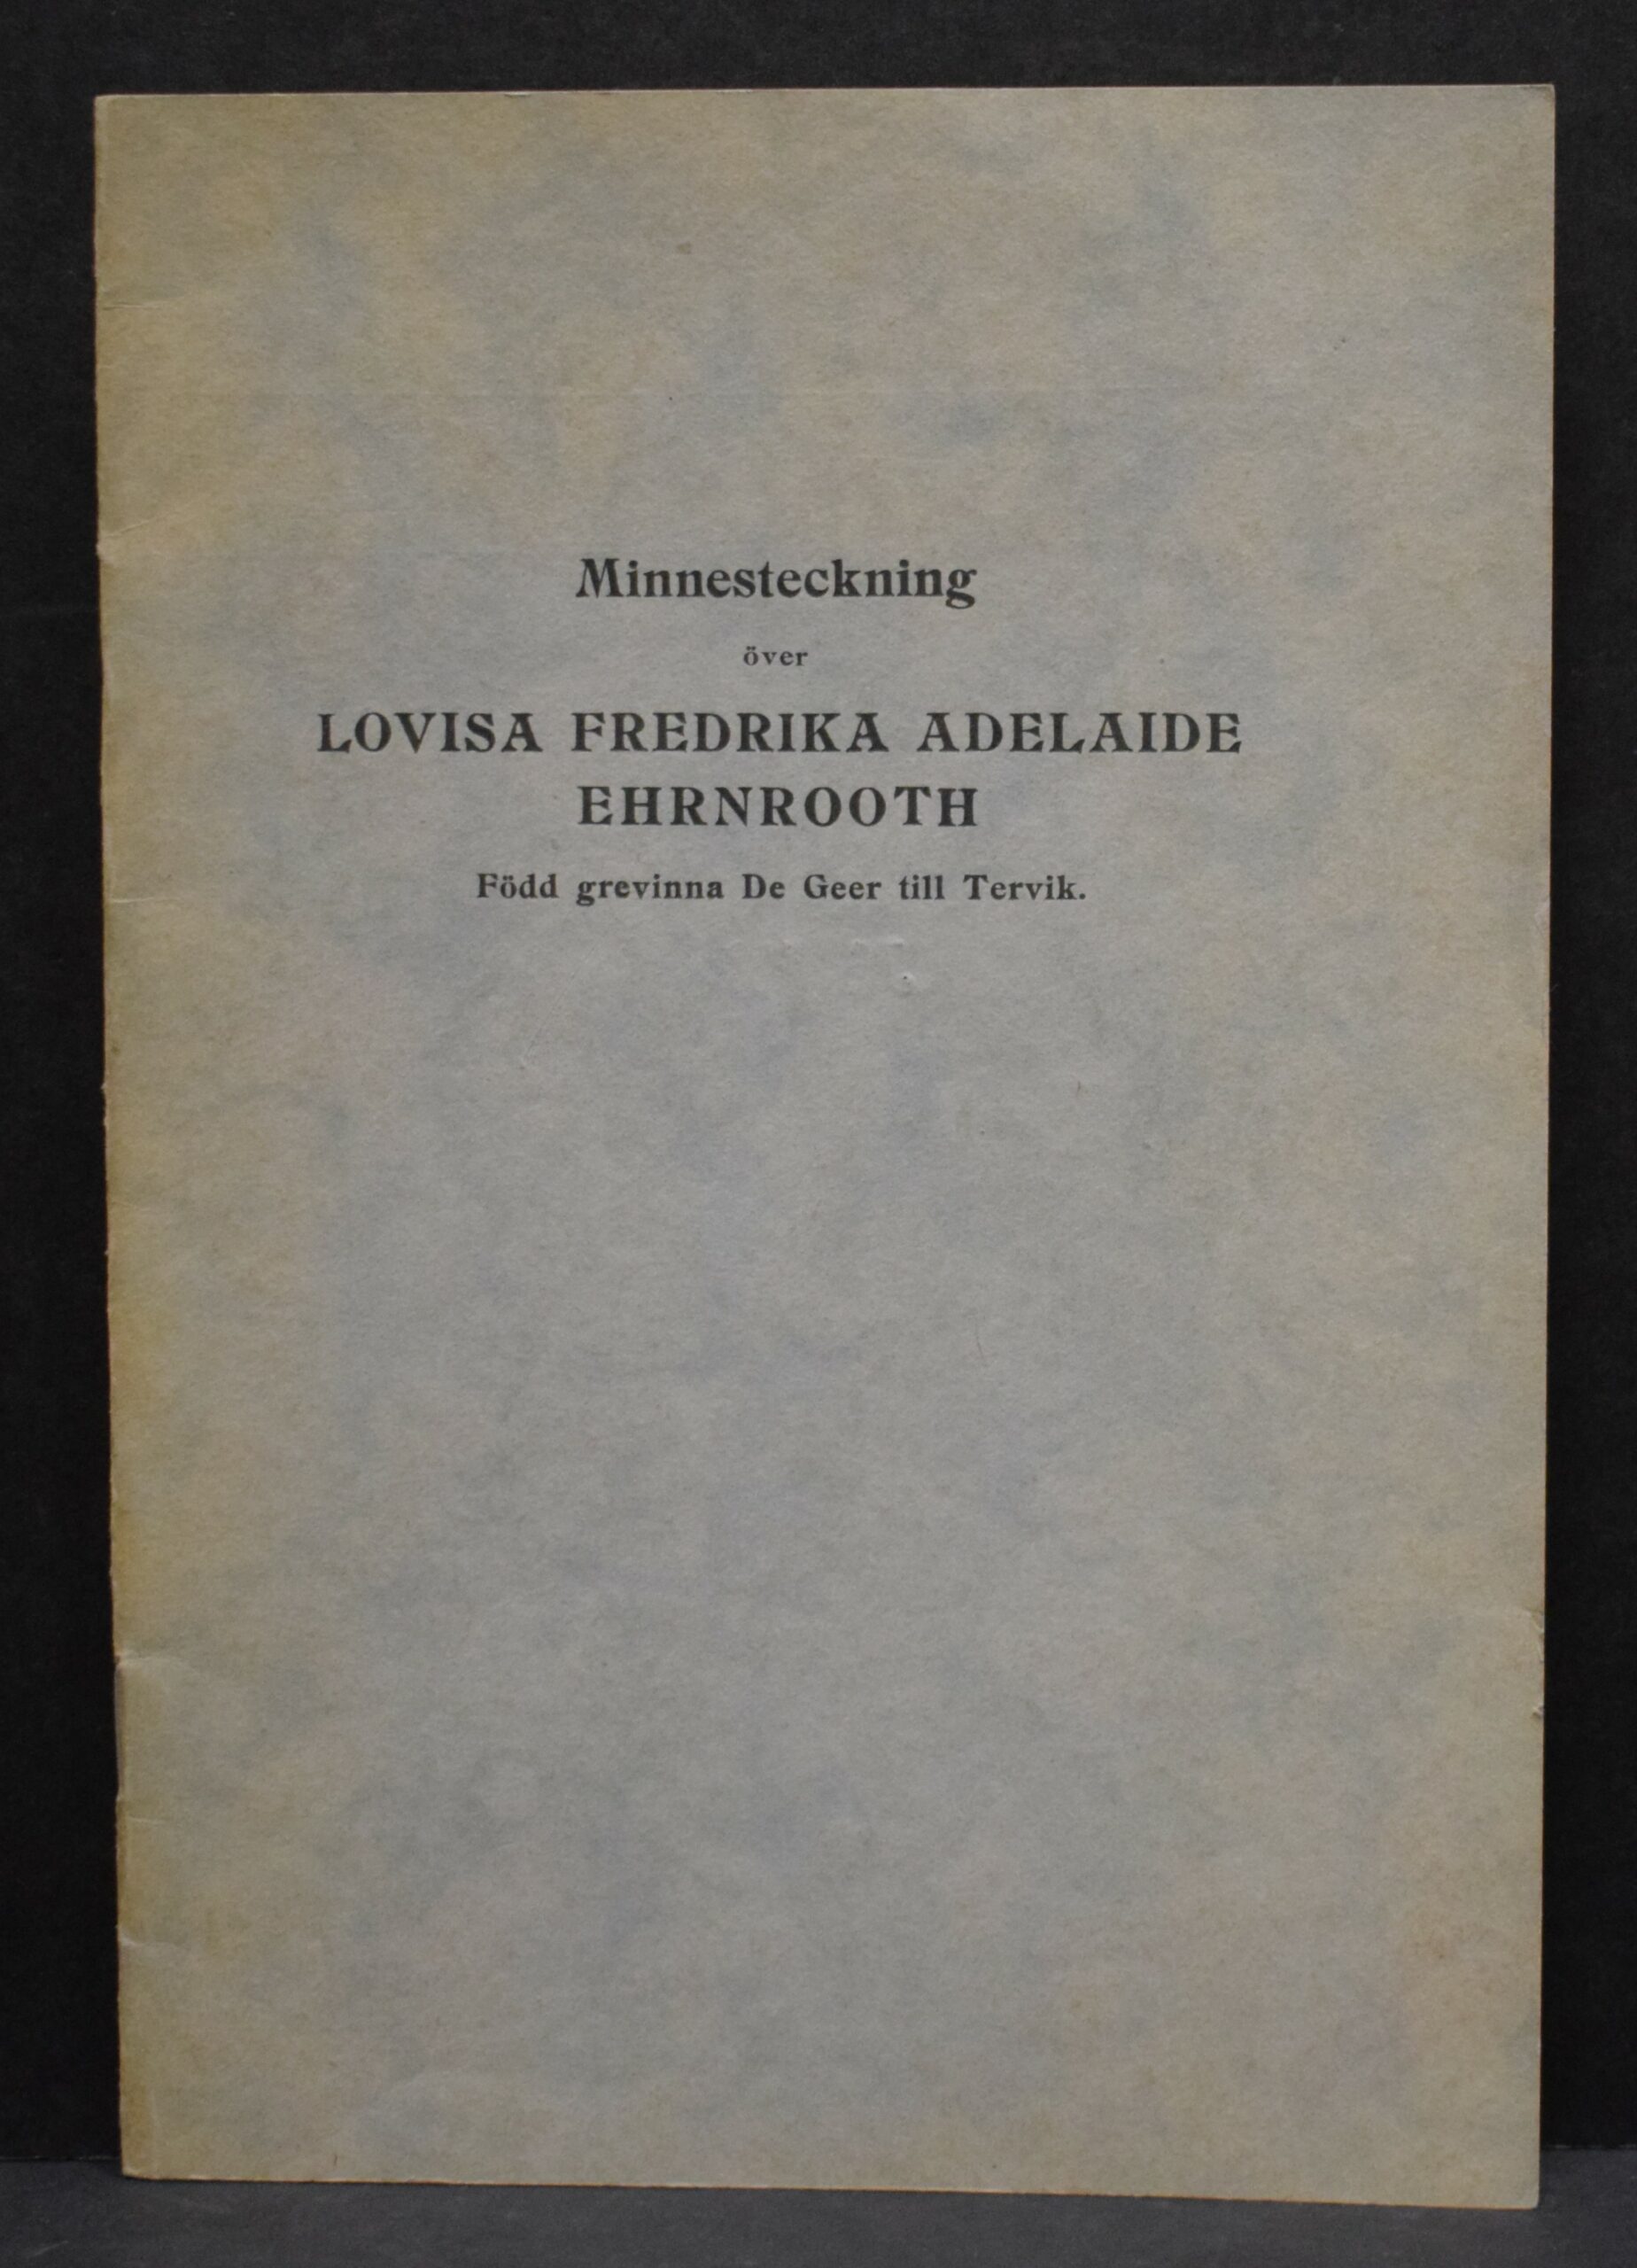 Minnesteckning
över
LOVISA FREDRIKA ADELAIDE
EHRNROOTH
Född grevinna De Geer till Tervik.